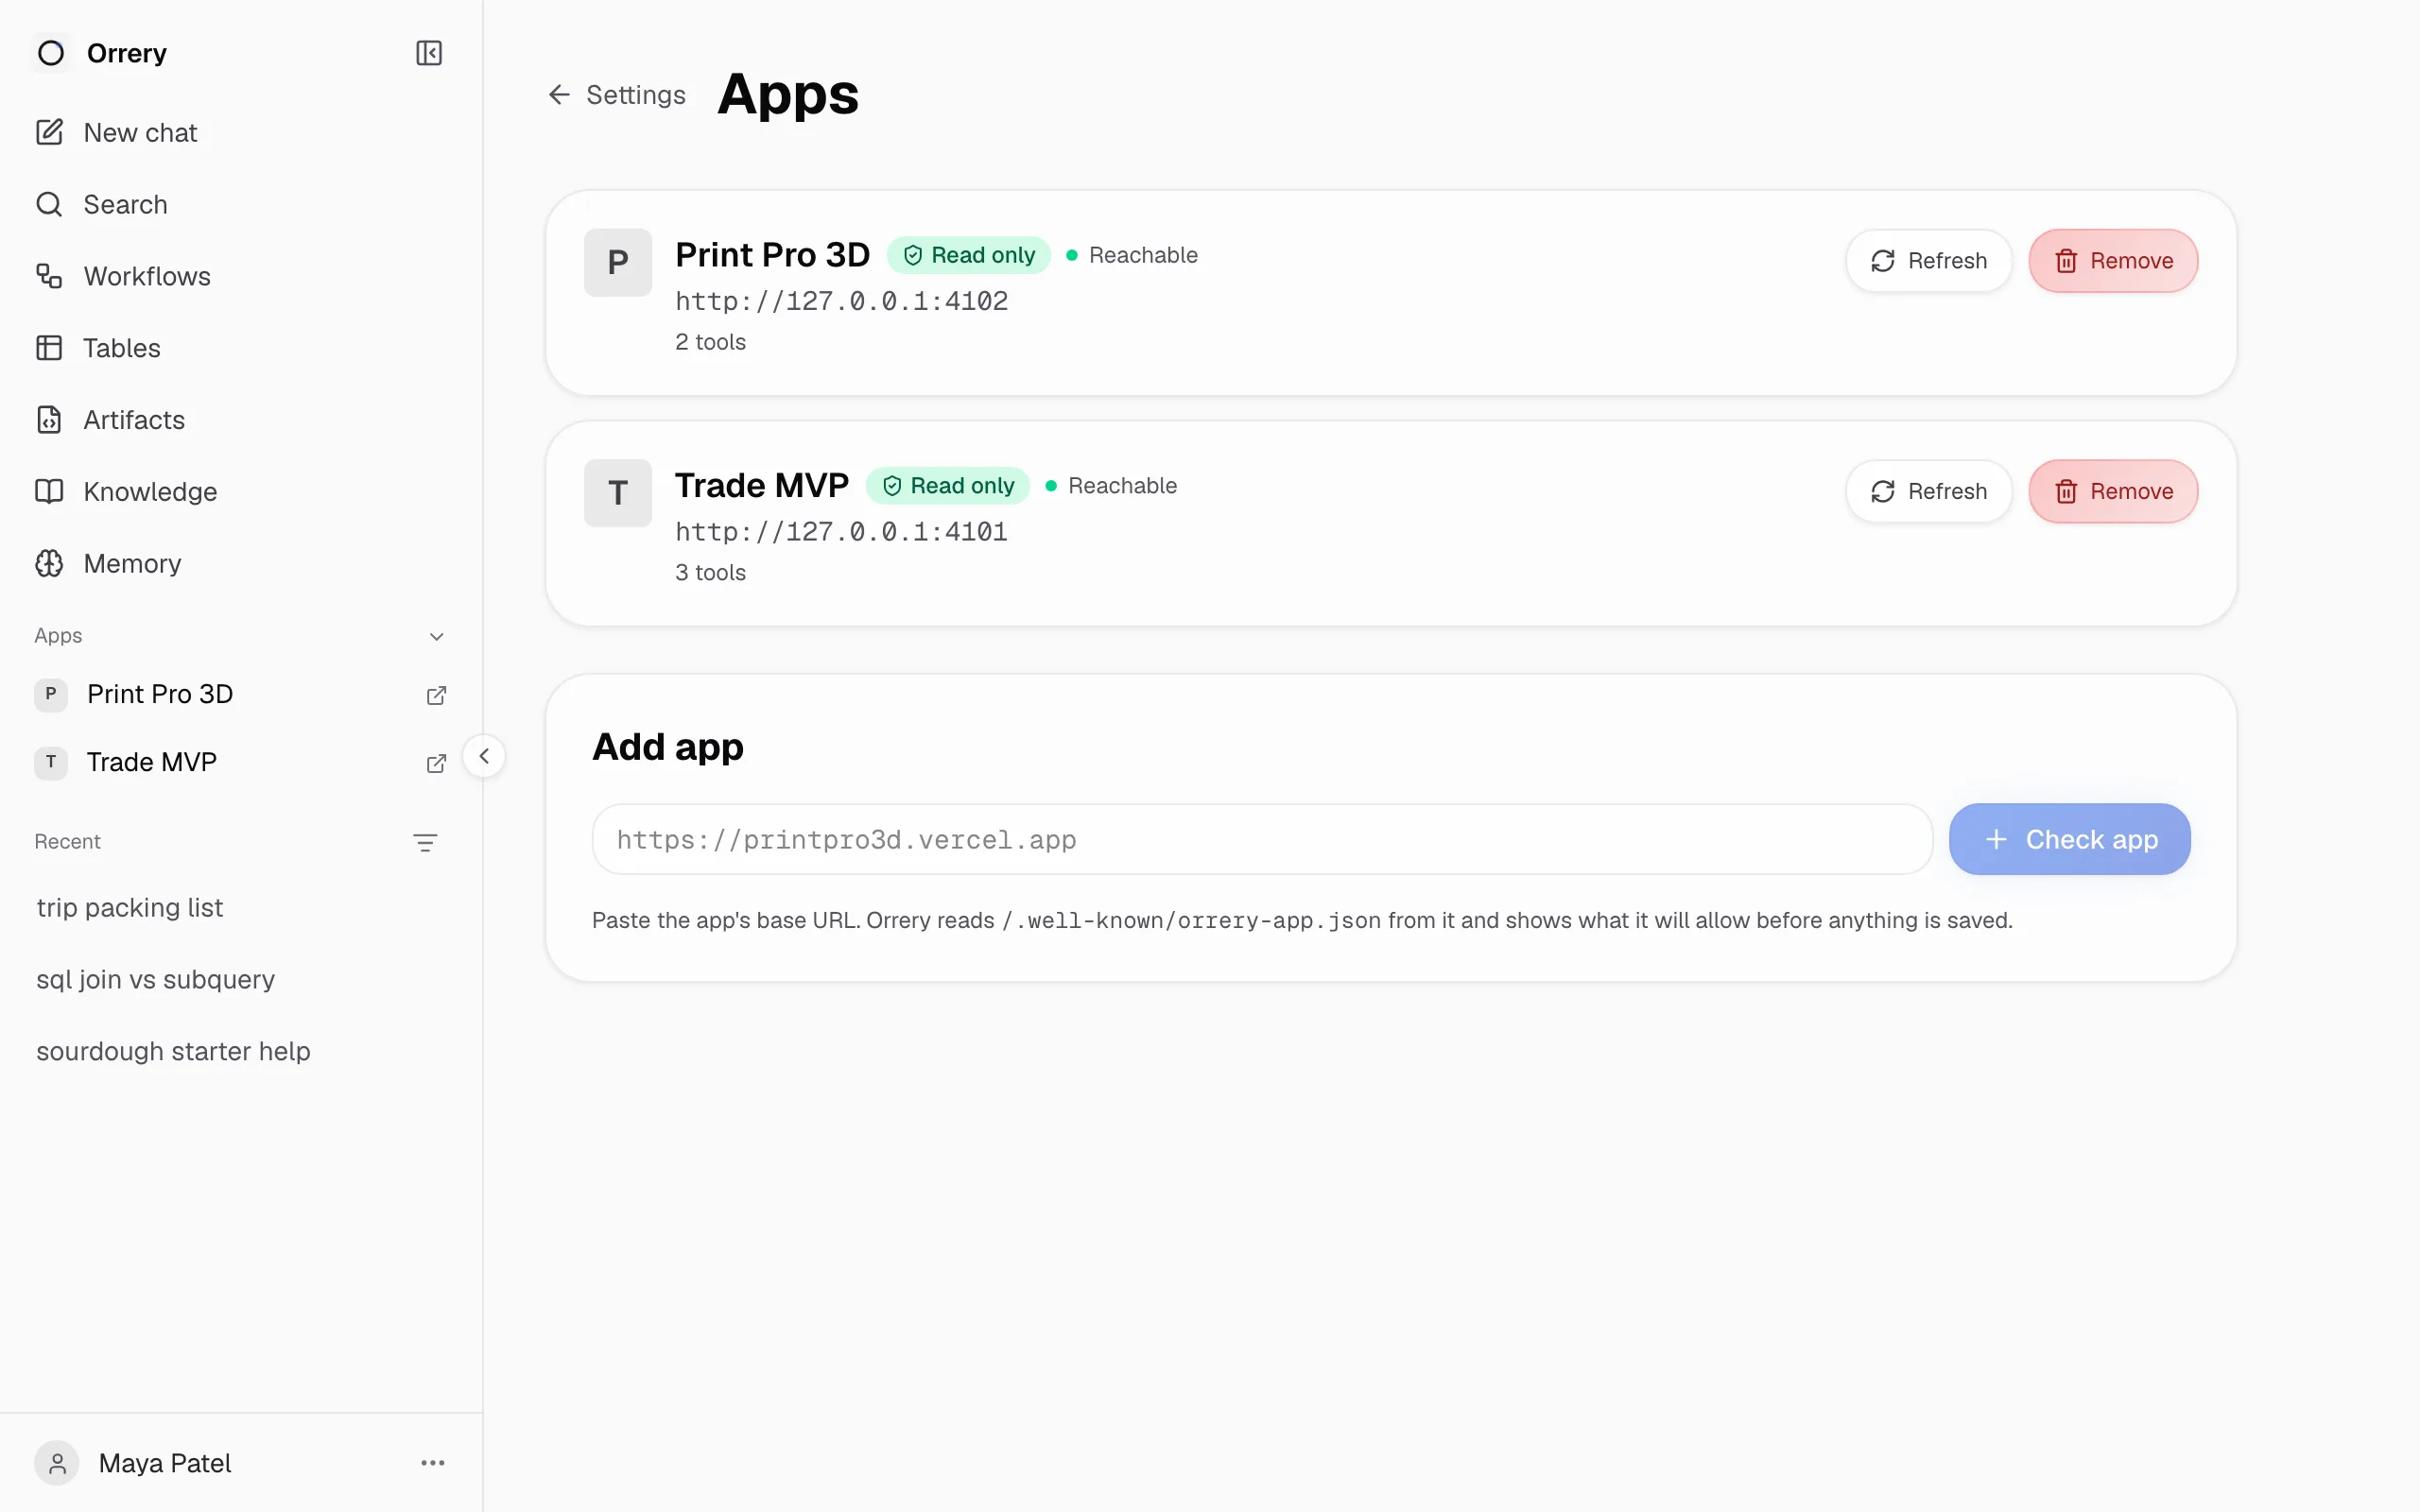 Orrery
New chat
Search
Workflows
Tables
Artifacts
Knowledge
Memory
Apps
P Print Pro 3D
T Trade MVP
Recent
trip packing list
sql join vs subquery
sourdough starter help
Maya Patel
Settings Apps
P
Print Pro 3D Read only Reachable
http://127.0.0.1:4102
2 tools
Refresh Remove
T
Trade MVP Read only Reachable
http://127.0.0.1:4101
3 tools
Refresh Remove
Add app
https://printpro3d.vercel.app
Check app
Paste the app's base URL. Orrery reads /.well-known/orrery-app.json from it and shows what it will allow before anything is saved.